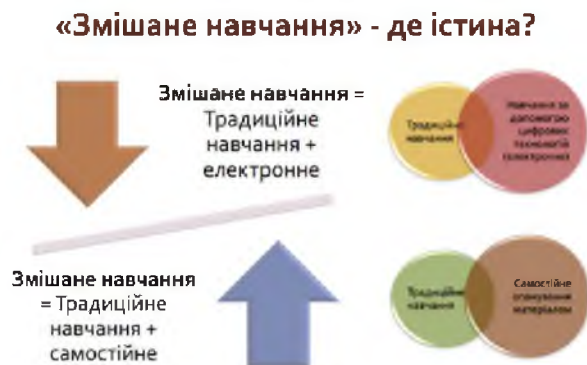 «Змішане навчання» - де істина?
Змішане навчання =
Традиційне
навчання +
електронне
Традиційне
навчання
Навчання за
допомогою
цифрових
технологій
Змішане навчання
= Традиційне
навчання +
самостійне
Традиційне
навчання
Самостійне
опанування
матеріалом